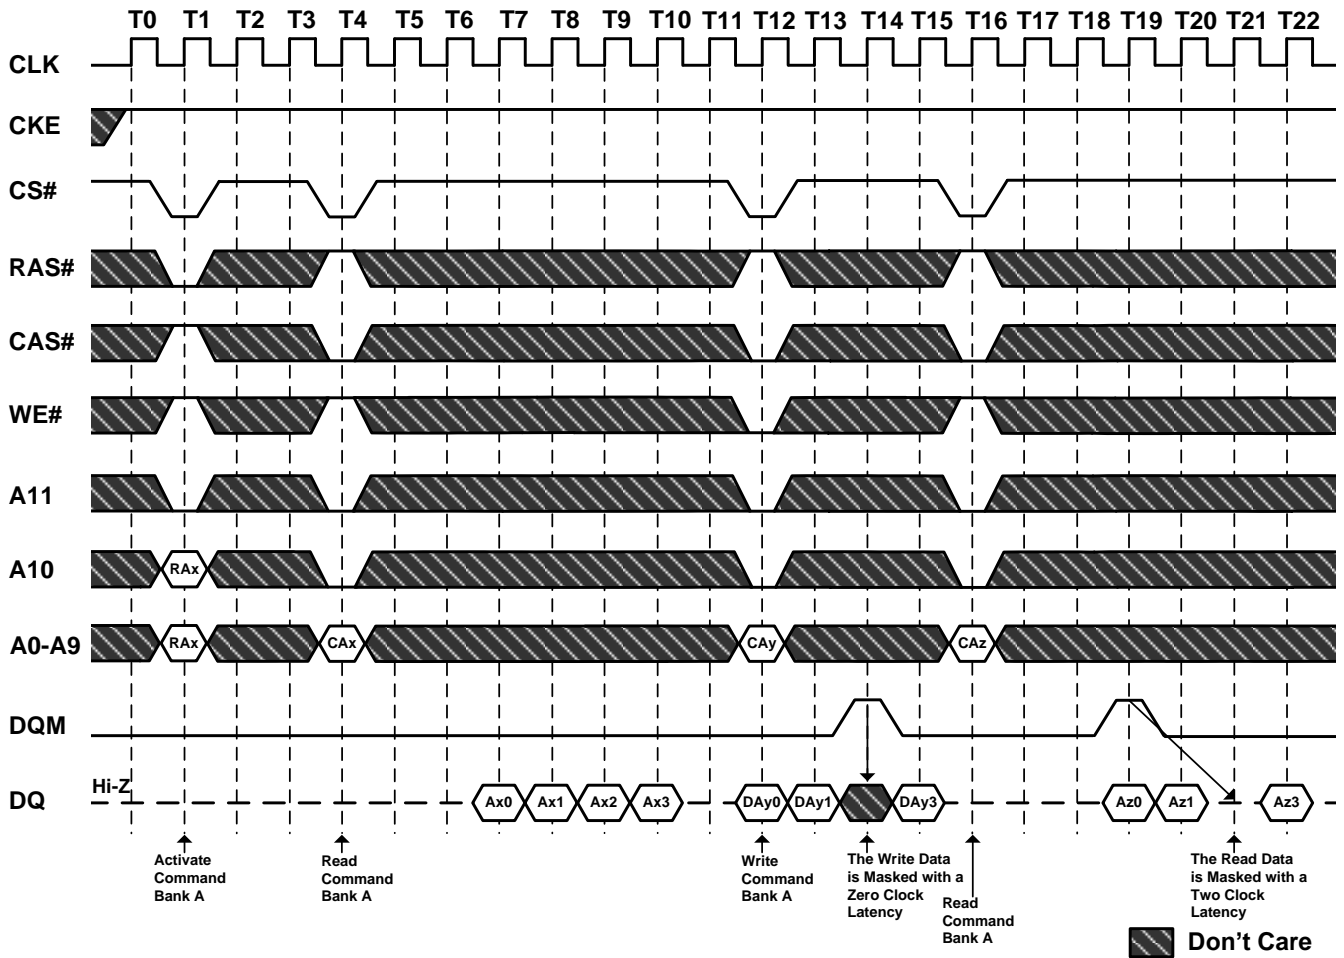 T0 T1 T2 T3 T4 T5 T6 T7 T8 T9 T10 T11 T12 T13 T14 T15 T16 T17 T18 T19 T20 T21 T22
CLK
CKE
CS#
RAS#
CAS#
WE#
A11
A10 RAx
A0-A9 RAx CAx CAy CAz
DQM
Hi-Z
DQ Ax0 Ax1 Ax2 Ax3 DAy0 DAy1 DAy3 Az0 Az1 Az3
Activate
Command
Bank A
Read
Command
Bank A
Write
Command
Bank A
The Write Data
is Masked with a
Zero Clock
Latency
Read
Command
Bank A
The Read Data
is Masked with a
Two Clock
Latency
Don't Care